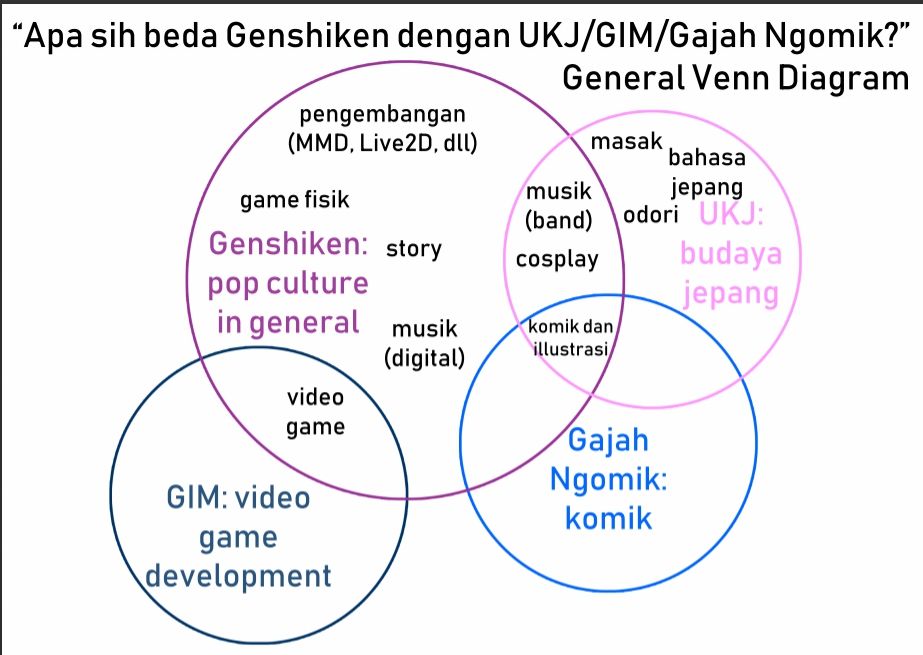 “Apa sih beda Genshiken dengan UKJ/GIM/Gajah Ngomik?”
General Venn Diagram
pengembangan
(MMD, Live2D, dll)
game fisik
Genshiken:
pop culture
in general
story
musik
(digital)
video
game
musik
(band)
cosplay
komik dan
illustrasi
masak
bahasa
jepang
odori
UKJ:
budaya
jepang
GIM: video
game
development
Gajah
Ngomik:
komik